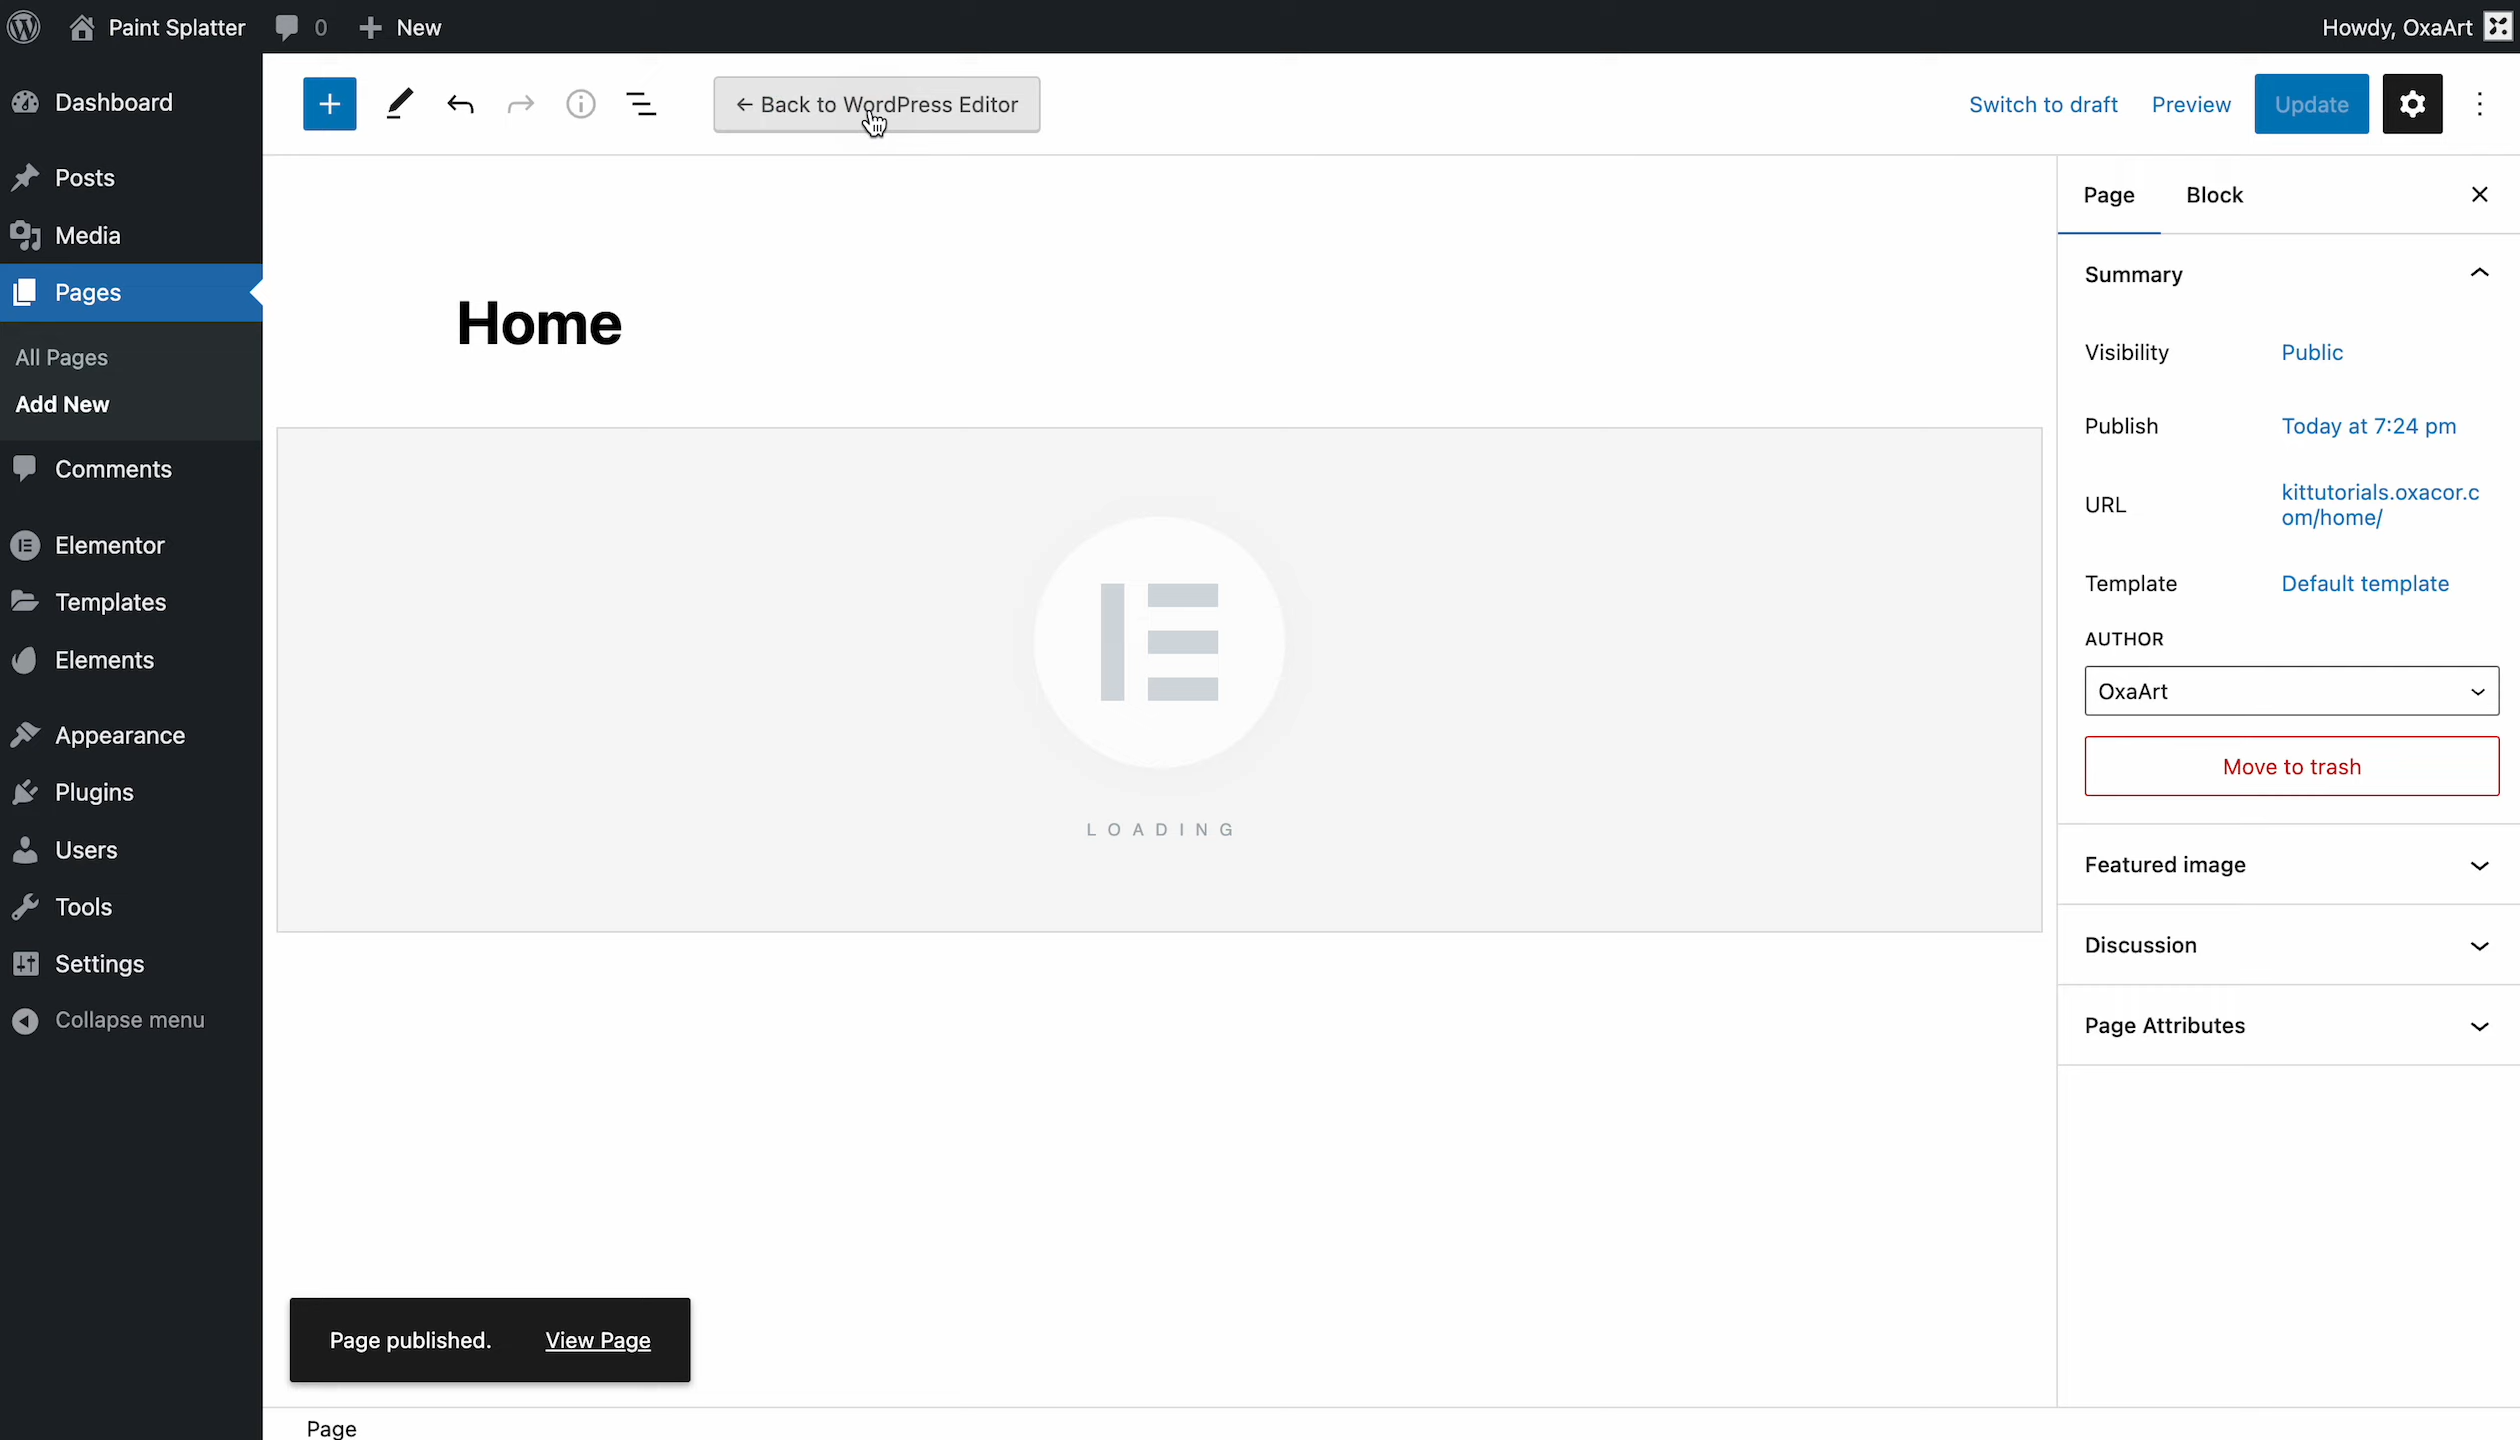 Paint Splatter
0
New
Howdy, OxaArt
Dashboard
Posts
Media
Pages
All Pages
Add New
Comments
Elementor
Templates
Elements
Appearance
Plugins
Users
Tools
Settings
Collapse menu
← Back to WordPress Editor
Switch to draft
Preview
Update
Home
LOADING
Page published.
View Page
Page
Page
Block
Summary
Visibility
Public
Publish
Today at 7:24 pm
URL
kittutorials.oxacor.c
om/home/
Template
Default template
AUTHOR
OxaArt
Move to trash
Featured image
Discussion
Page Attributes